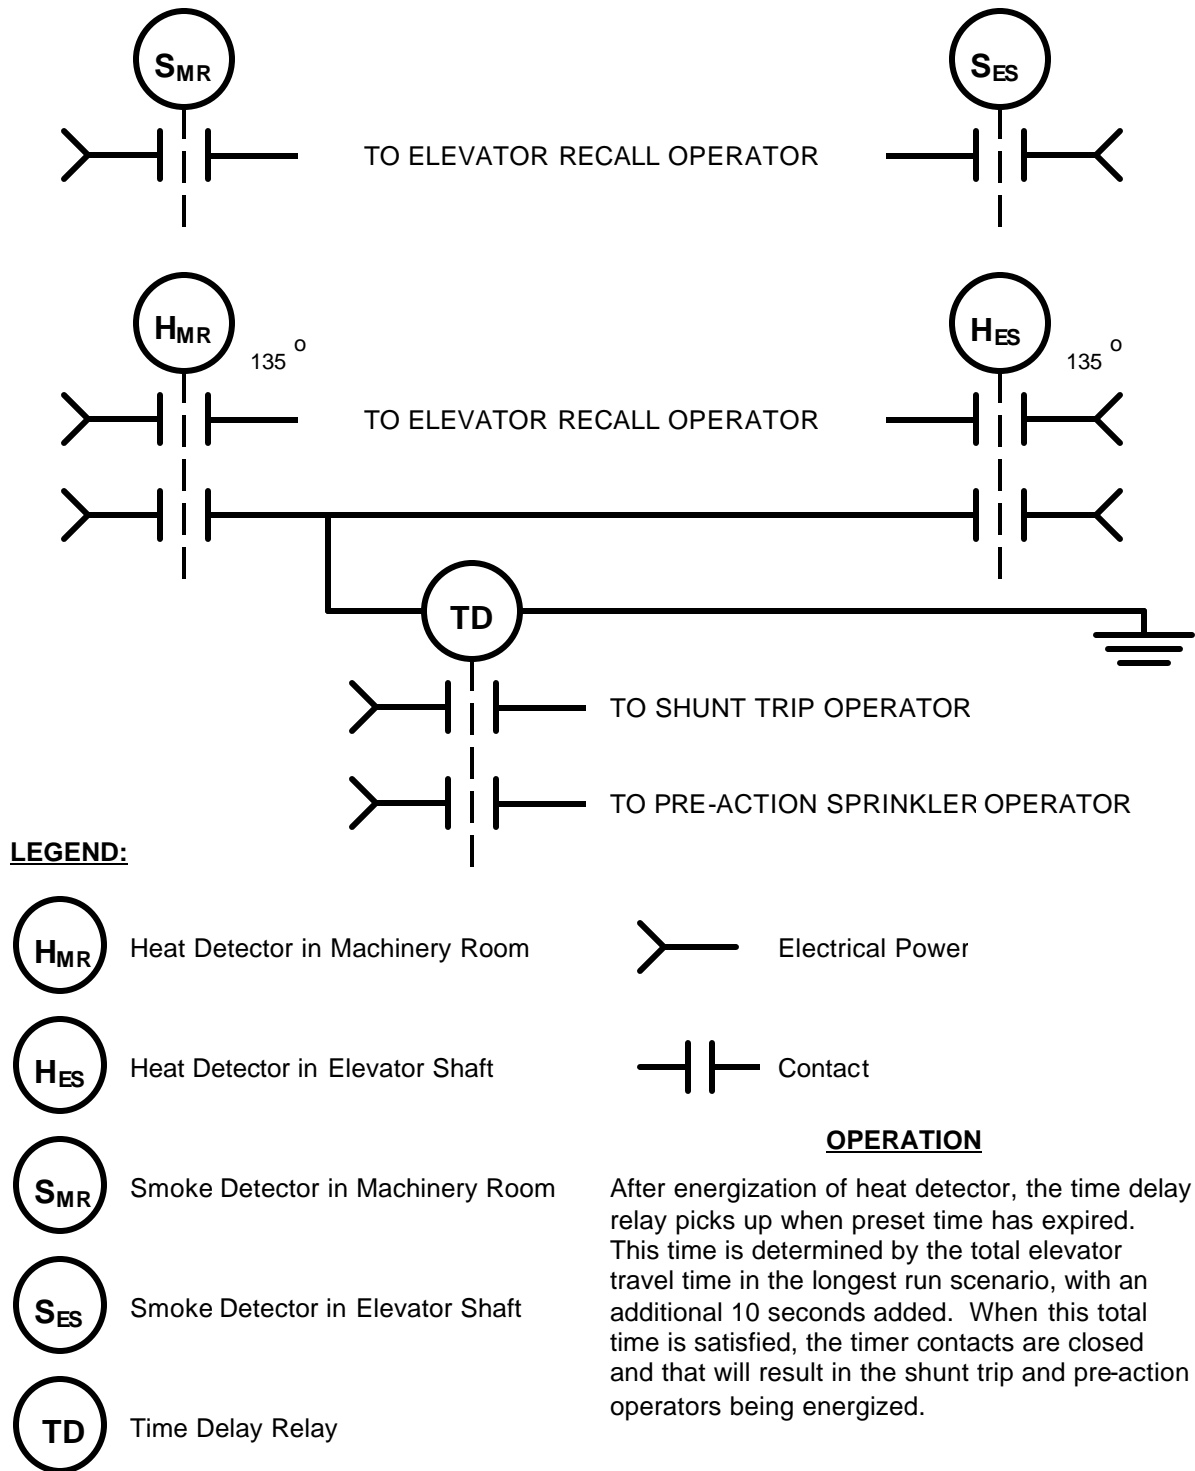 SMR
SES
TO ELEVATOR RECALL OPERATOR
HMR
135 o
HES
135 o
TO ELEVATOR RECALL OPERATOR
TD
TO SHUNT TRIP OPERATOR
TO PRE-ACTION SPRINKLER OPERATOR
LEGEND:
HMR Heat Detector in Machinery Room
Electrical Power
HES Heat Detector in Elevator Shaft
Contact
SMR Smoke Detector in Machinery Room
SES Smoke Detector in Elevator Shaft
TD Time Delay Relay
OPERATION
After energization of heat detector, the time delay
relay picks up when preset time has expired.
This time is determined by the total elevator
travel time in the longest run scenario, with an
additional 10 seconds added. When this total
time is satisfied, the timer contacts are closed
and that will result in the shunt trip and pre-action
operators being energized.